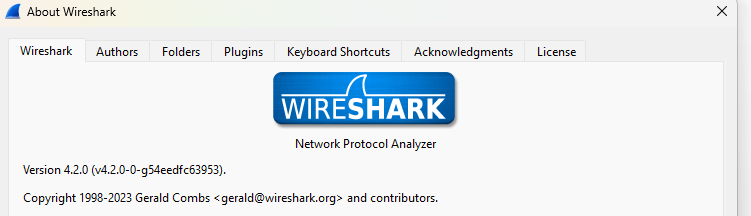 About Wireshark
Wireshark Authors Folders Plugins Keyboard Shortcuts Acknowledgments License
WIRESHARK
Network Protocol Analyzer
Version 4.2.0 (v4.2.0-0-g54eedfc63953).
Copyright 1998-2023 Gerald Combs <gerald@wireshark.org> and contributors.